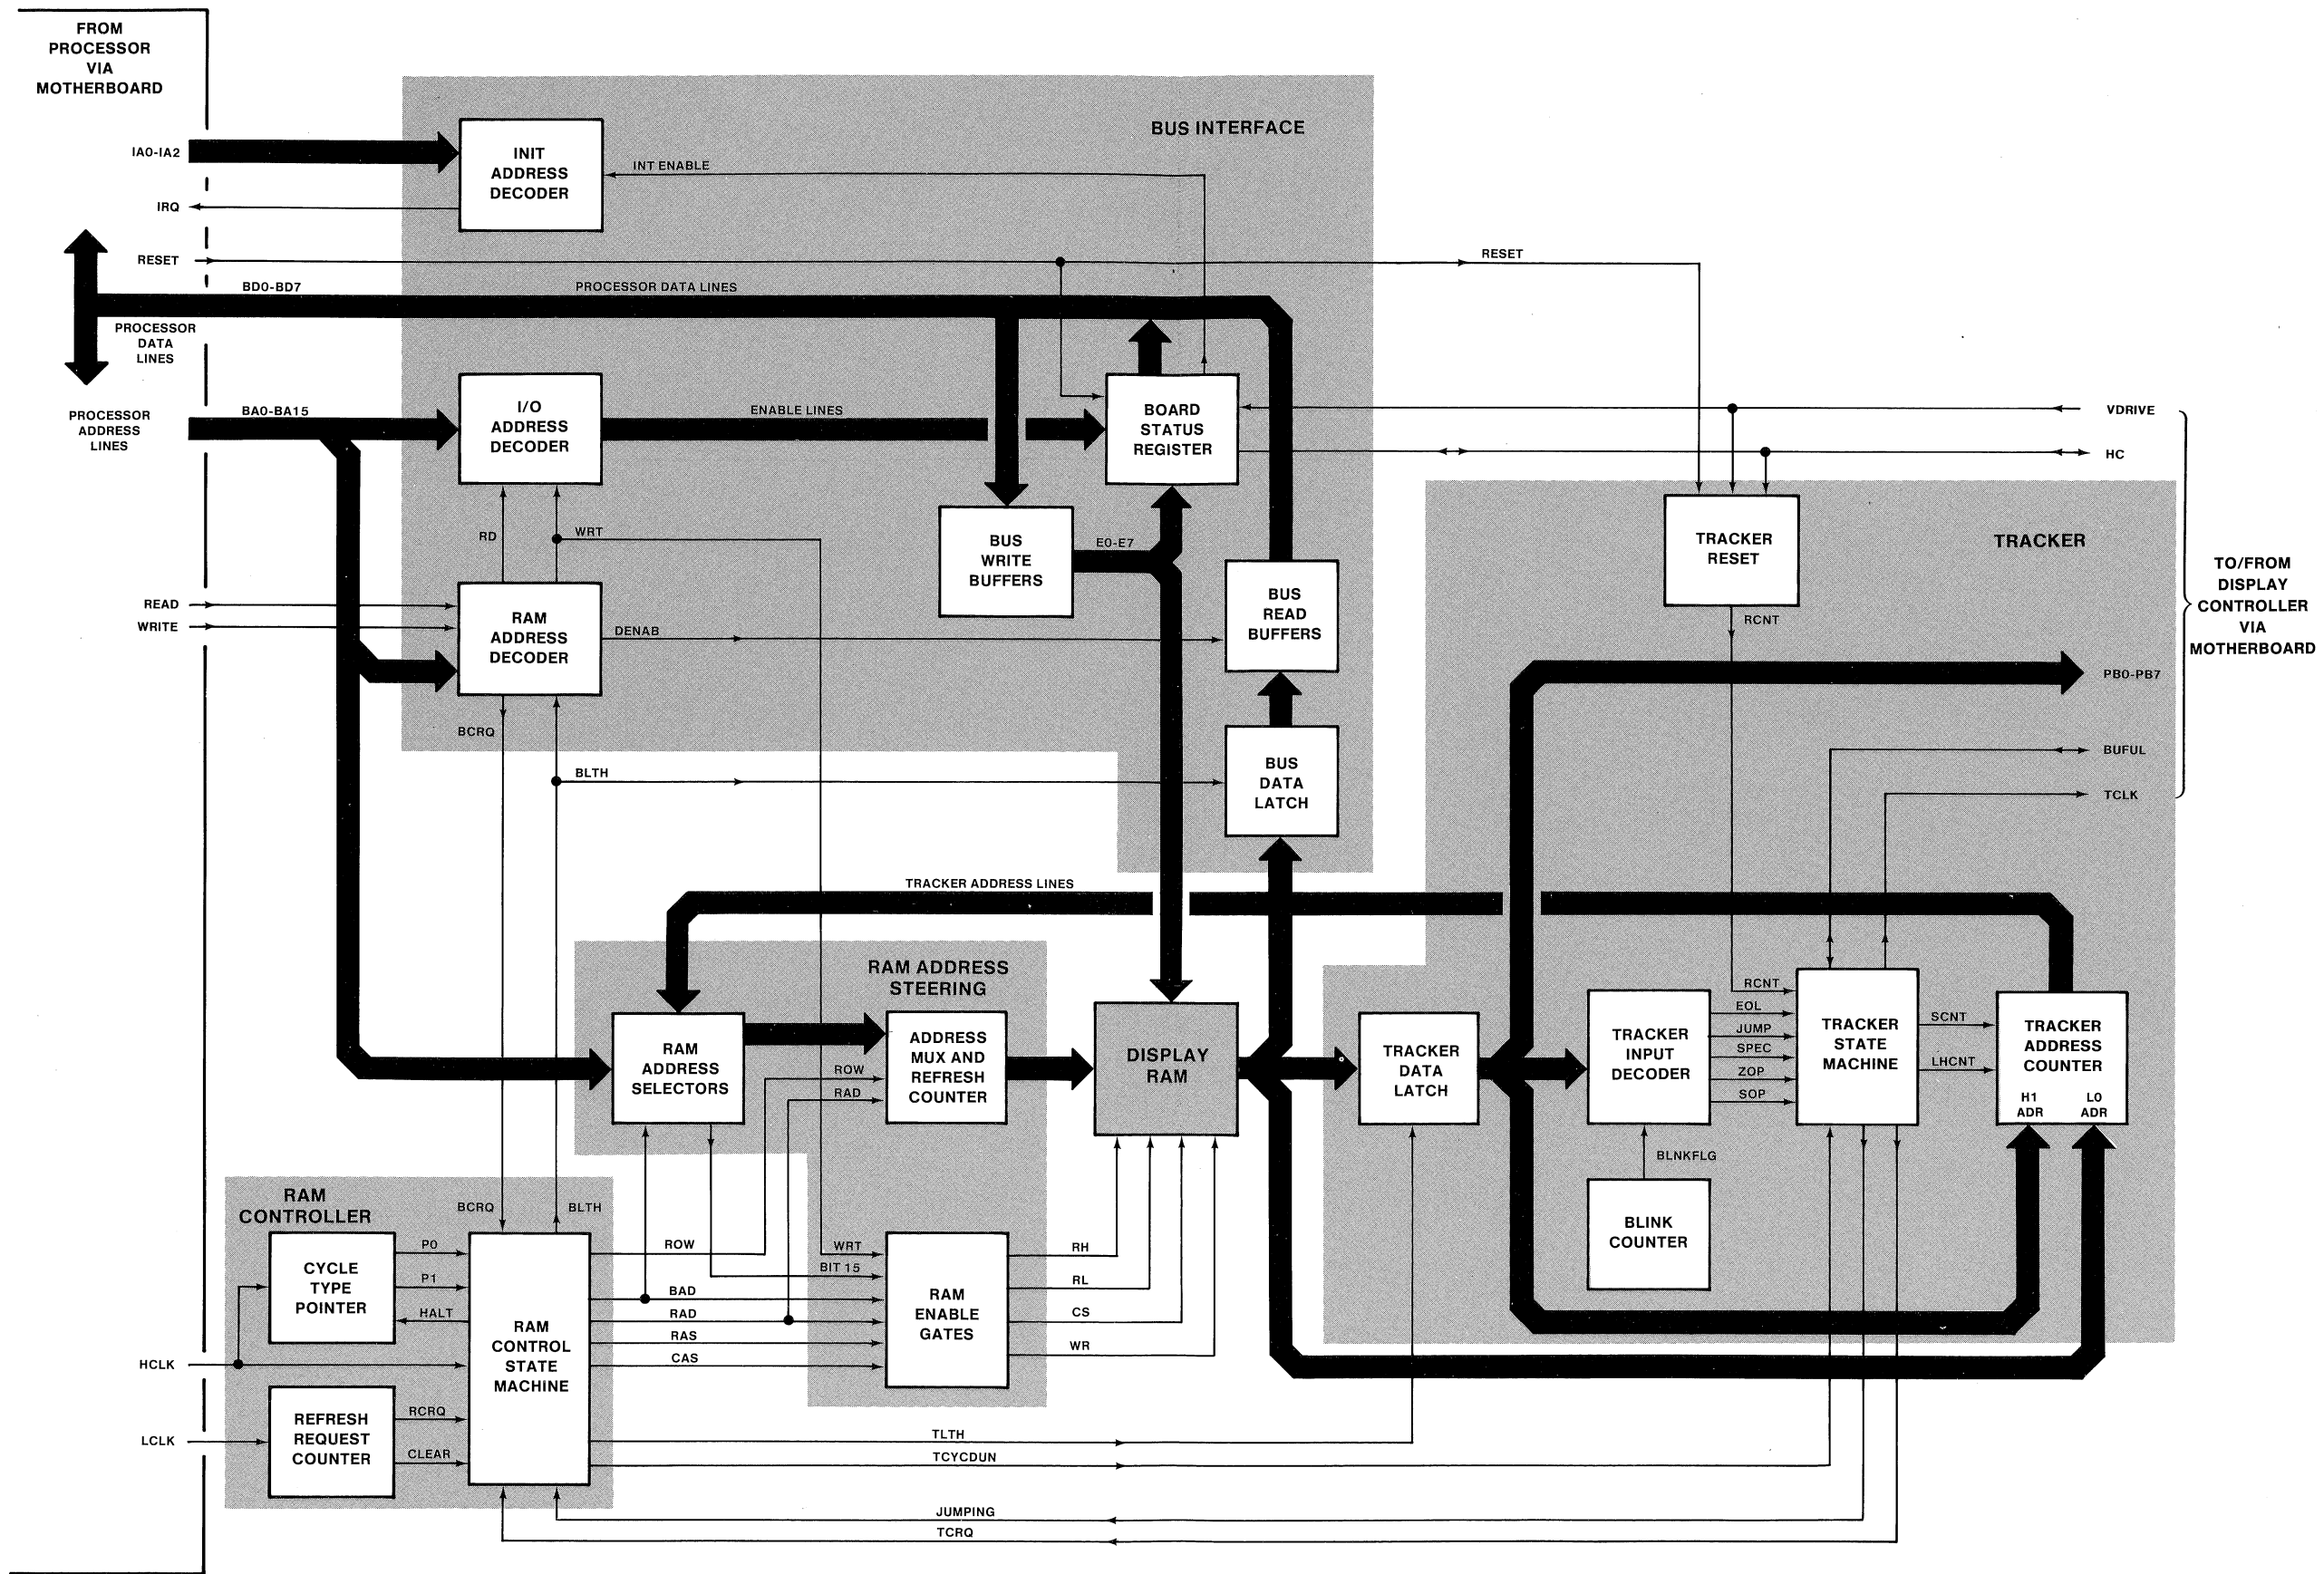 FROM
PROCESSOR
VIA
MOTHERBOARD
BUS INTERFACE
IA0-IA2
INIT
ADDRESS
DECODER
INT ENABLE
IRQ
RESET
RESET
BD0-BD7
PROCESSOR DATA LINES
PROCESSOR
DATA
LINES
PROCESSOR
ADDRESS
LINES
BA0-BA15
I/O
ADDRESS
DECODER
ENABLE LINES
BOARD
STATUS
REGISTER
VDRIVE
HC
RD
WRT
BUS
WRITE
BUFFERS
E0-E7
TRACKER
RESET
TRACKER
TO/FROM
DISPLAY
CONTROLLER
VIA
MOTHERBOARD
READ
WRITE
RAM
ADDRESS
DECODER
DENAB
BUS
READ
BUFFERS
RCNT
PB0-PB7
BCRQ
BLTH
BUS
DATA
LATCH
BUFUL
TCLK
TRACKER ADDRESS LINES
RAM ADDRESS
STEERING
RAM
ADDRESS
SELECTORS
ADDRESS
MUX AND
REFRESH
COUNTER
ROW
RAD
DISPLAY
RAM
TRACKER
DATA
LATCH
TRACKER
INPUT
DECODER
RCNT
EOL
JUMP
SPEC
ZOP
SOP
TRACKER
STATE
MACHINE
SCNT
LHCNT
TRACKER
ADDRESS
COUNTER
H1
ADR
L0
ADR
BLNKFLG
BLINK
COUNTER
RAM
CONTROLLER
BCRQ
BLTH
CYCLE
TYPE
POINTER
P0
P1
HALT
RAM
CONTROL
STATE
MACHINE
ROW
BAD
RAD
RAS
CAS
WRT
BIT 15
RAM
ENABLE
GATES
RH
RL
CS
WR
HCLK
REFRESH
REQUEST
COUNTER
RCRQ
CLEAR
LCLK
TLTH
TCYCDUN
JUMPING
TCRQ